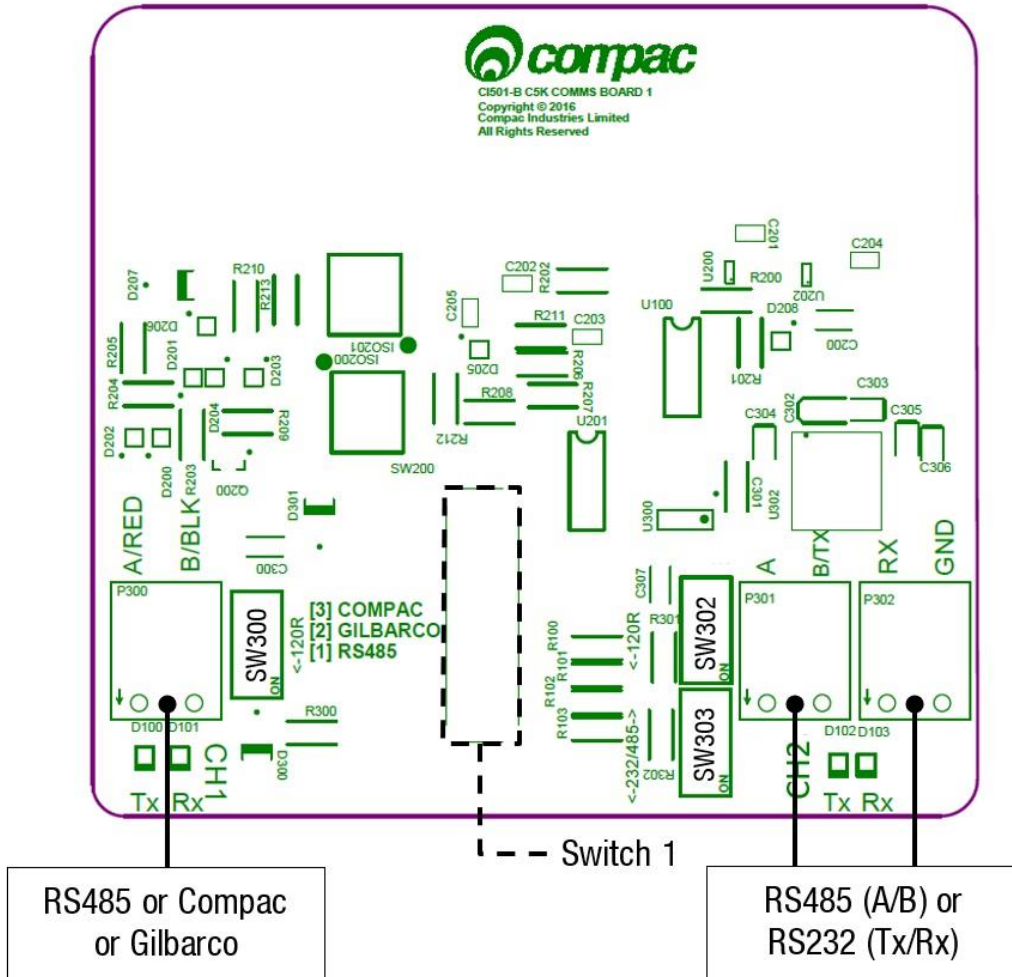 compac
CI501-B C5K COMMS BOARD 1
Copyright © 2016
Compac Industries Limited
All Rights Reserved
C201
C204
D207
R210
R213
C202
R202
U200
R200
U202
C205
U100
D208
D206
R211
C203
C200
R205
D201
ISO201
ISO200
D203
D205
R206
R201
R204
R208
R207
C302
C303
D202
D204
R209
R212
U201
C304
C305
D200
R203
Q200
SW200
C306
D301
C301
U302
U300
A/RED
B/BLK
A
B/TX
RX
GND
C300
C307
P300
SW300
<-120R
[3] COMPAC
[2] GILBARCO
[1] RS485
R100
R101
R102
R103
<-120R
R301
SW302
P301
P302
ON
ON
D100
D101
R300
D300
<-232/485->
R302
SW303
ON
D102
D103
CH1
CH2
Tx Rx
Tx Rx
Switch 1
RS485 or Compac
or Gilbarco
RS485 (A/B) or
RS232 (Tx/Rx)